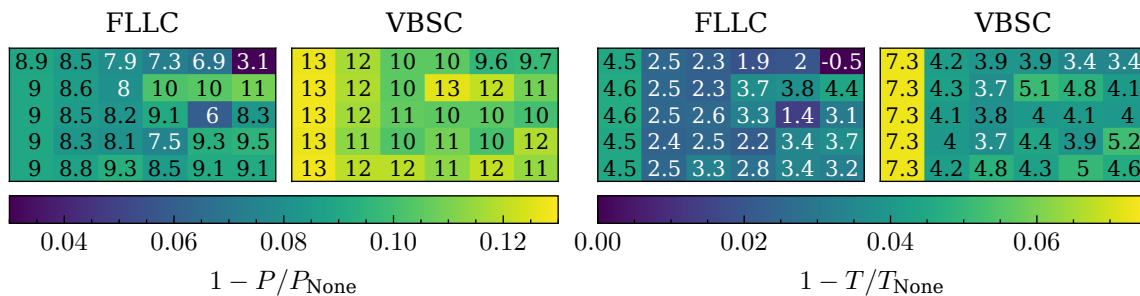 FLLC VBSC FLLC VBSC
8.9 8.5 7.9 7.3 6.9 3.1 13 12 10 10 9.6 9.7 4.5 2.5 2.3 1.9 2 -0.5 7.3 4.2 3.9 3.9 3.4 3.4
9 8.6 8 10 10 11 13 12 10 13 12 11 4.6 2.5 2.3 3.7 3.8 4.4 7.3 4.3 3.7 5.1 4.8 4.1
9 8.5 8.2 9.1 6 8.3 13 12 11 10 10 10 4.6 2.5 2.6 3.3 1.4 3.1 7.3 4.1 3.8 4 4.1 4
9 8.3 8.1 7.5 9.3 9.5 13 11 10 11 10 12 4.5 2.4 2.5 2.2 3.4 3.7 7.3 4 3.7 4.4 3.9 5.2
9 8.8 9.3 8.5 9.1 9.1 13 12 12 11 12 11 4.5 2.5 3.3 2.8 3.4 3.2 7.3 4.2 4.8 4.3 5 4.6
0.04 0.06 0.08 0.10 0.12 0.00 0.02 0.04 0.06
1 − P/P_None 1 − T/T_None